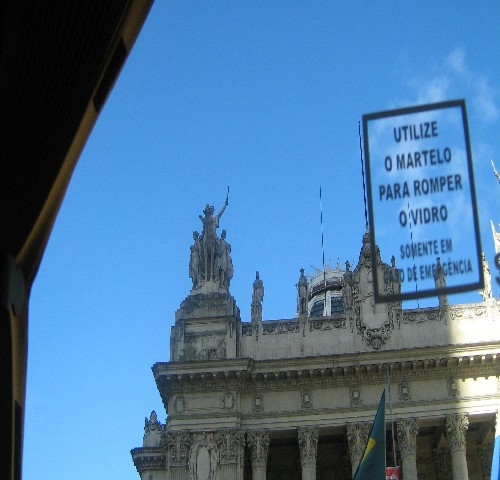 UTILIZE
O MARTELO
PARA ROMPER
O VIDRO
SOMENTE EM
CASO DE EMERGÊNCIA